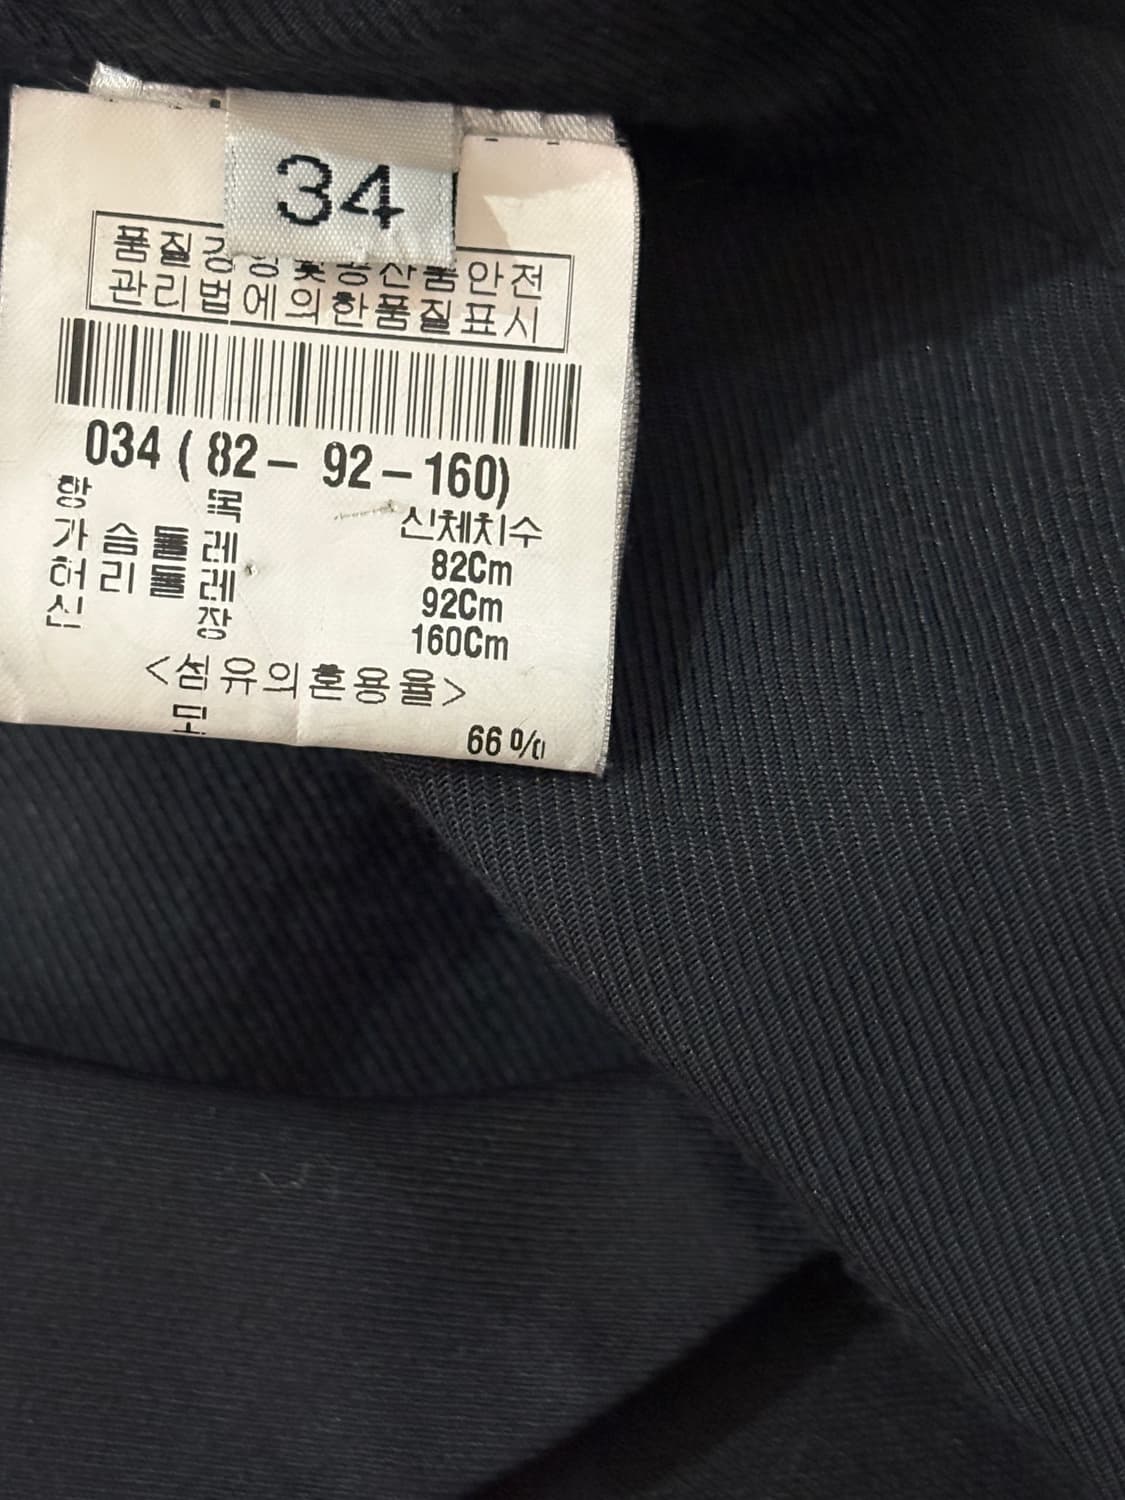 34
품질경영및공산품안전
관리법에의한품질표시
034 ( 82 – 92 – 160)
항 목 신체치수
가 슴 둘 레 82Cm
허 리 둘 레 92Cm
신 장 160Cm
<섬유의혼용율>
66%